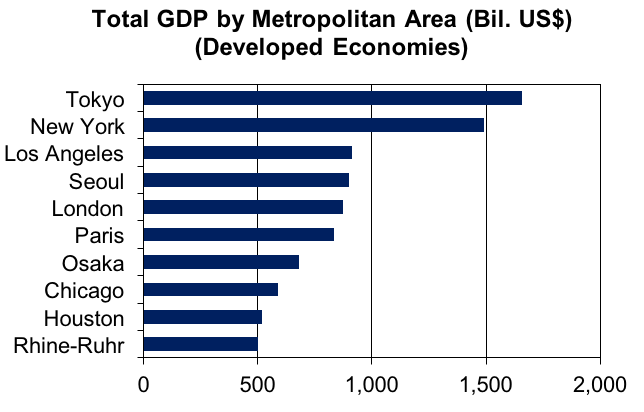 Total GDP by Metropolitan Area (Bil. US$)
(Developed Economies)
Tokyo
New York
Los Angeles
Seoul
London
Paris
Osaka
Chicago
Houston
Rhine-Ruhr
0 500 1,000 1,500 2,000